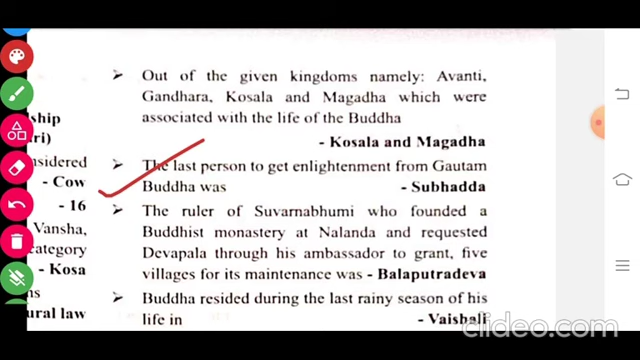 ➤ Out of the given kingdoms namely: Avanti,
Gandhara, Kosala and Magadha which were
associated with the life of the Buddha
- Kosala and Magadha
➤ The last person to get enlightenment from Gautam
Buddha was - Subhadda
➤ The ruler of Suvarnabhumi who founded a
Buddhist monastery at Nalanda and requested
Devapala through his ambassador to grant, five
villages for its maintenance was - Balaputradeva
➤ Buddha resided during the last rainy season of his
life in - Vaishali
dship
ari)
nsidered
- Cow
- 16
Vansha,
category
- Kosa
ns
ural law
clideo.com